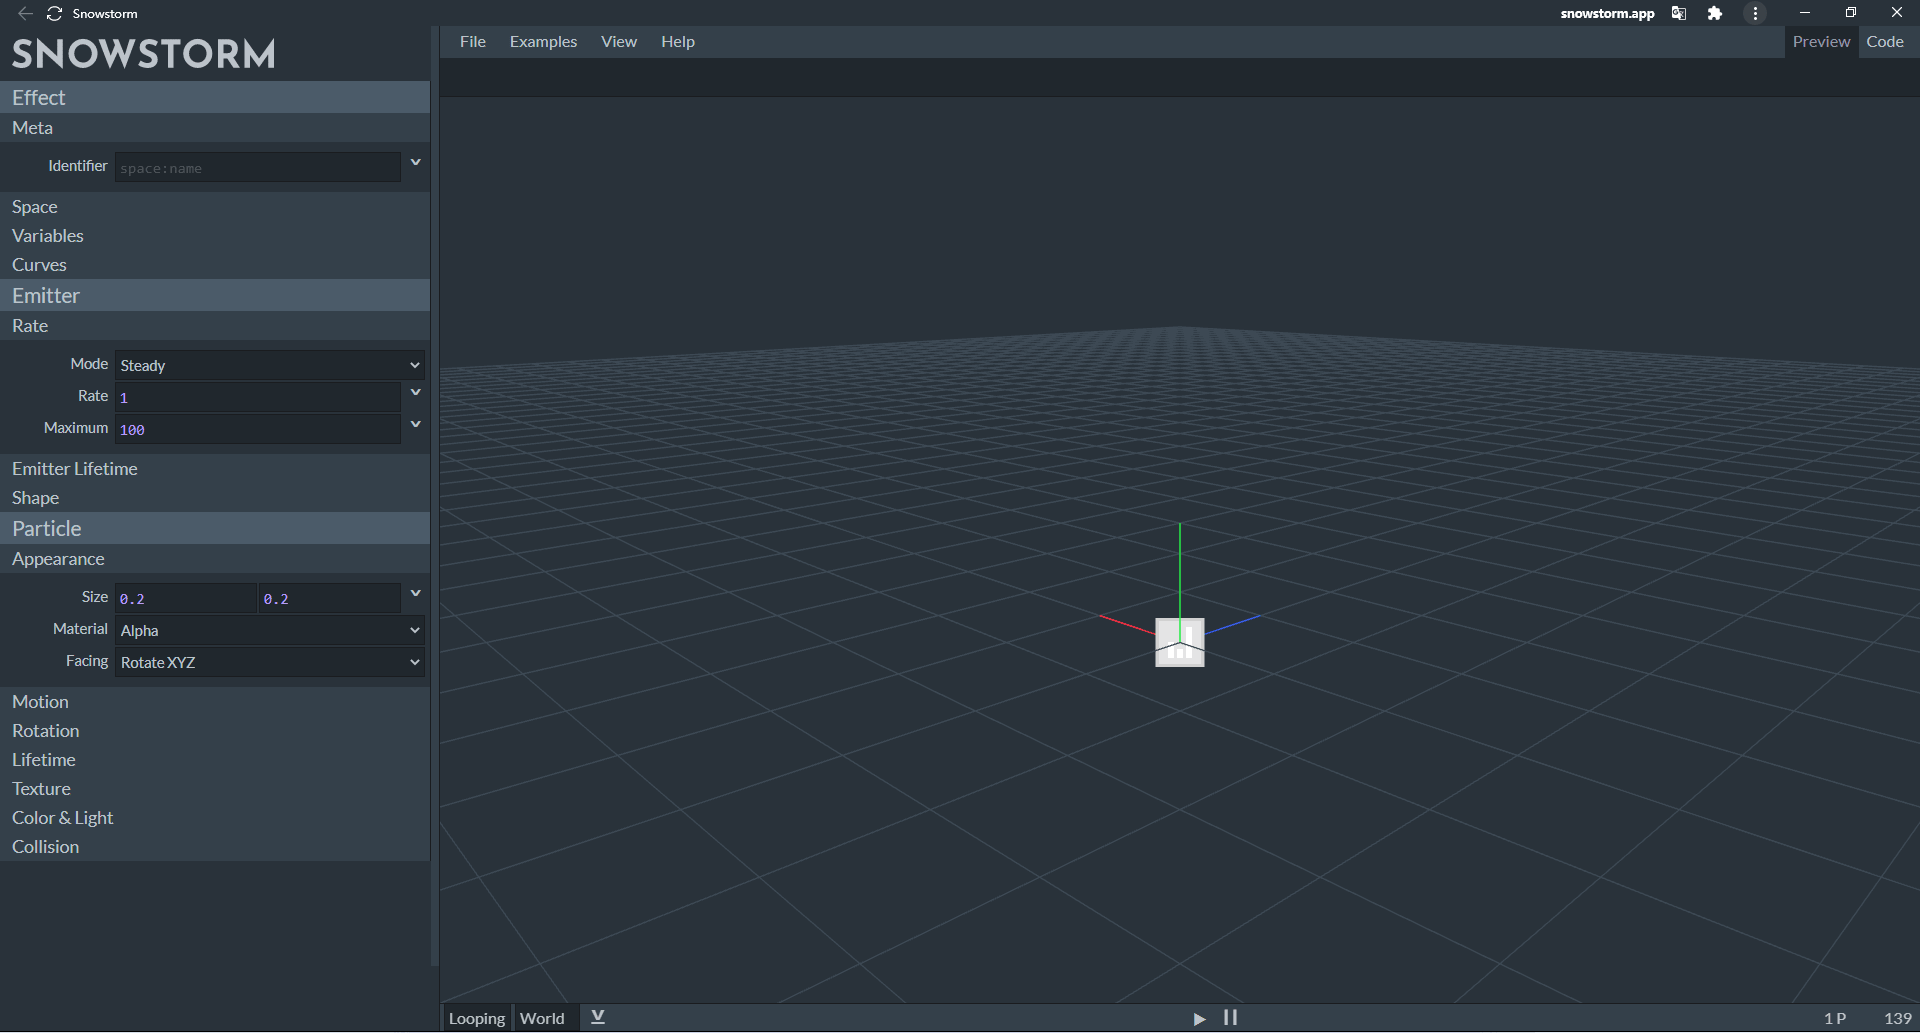 Snowstorm
snowstorm.app
SNOWSTORM
File Examples View Help
Preview Code
Effect
Meta
Identifier space:name
Space
Variables
Curves
Emitter
Rate
Mode Steady
Rate 1
Maximum 100
Emitter Lifetime
Shape
Particle
Appearance
Size 0.2 0.2
Material Alpha
Facing Rotate XYZ
Motion
Rotation
Lifetime
Texture
Color & Light
Collision
Looping World
1 P 139